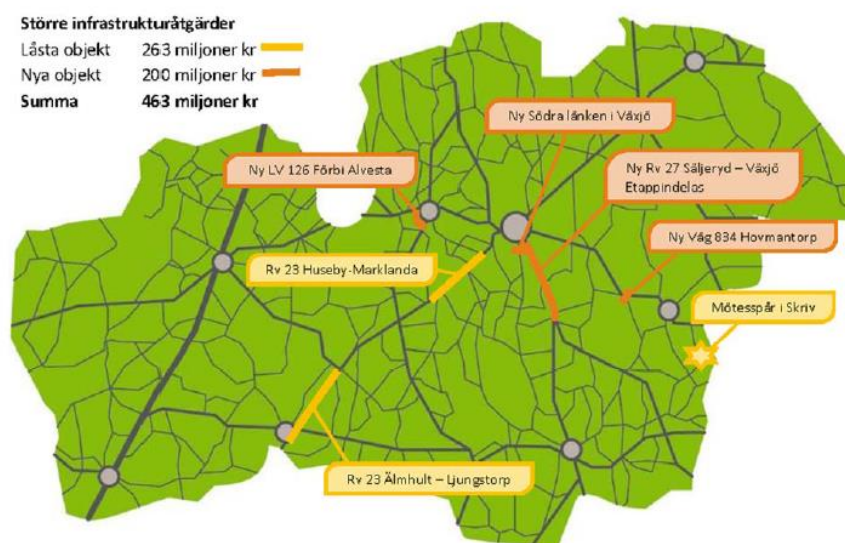 Större infrastrukturåtgärder
Låsta objekt 263 miljoner kr
Nya objekt 200 miljoner kr
Summa 463 miljoner kr
Ny Södra länken i Växjö
Ny LV 126 Förbi Alvesta
Ny Rv 27 Säljeryd – Växjö
Etappindelas
Ny Väg 834 Hovmantorp
Rv 23 Huseby-Marklanda
Mötesspår i Skriv
Rv 23 Älmhult – Ljungstorp